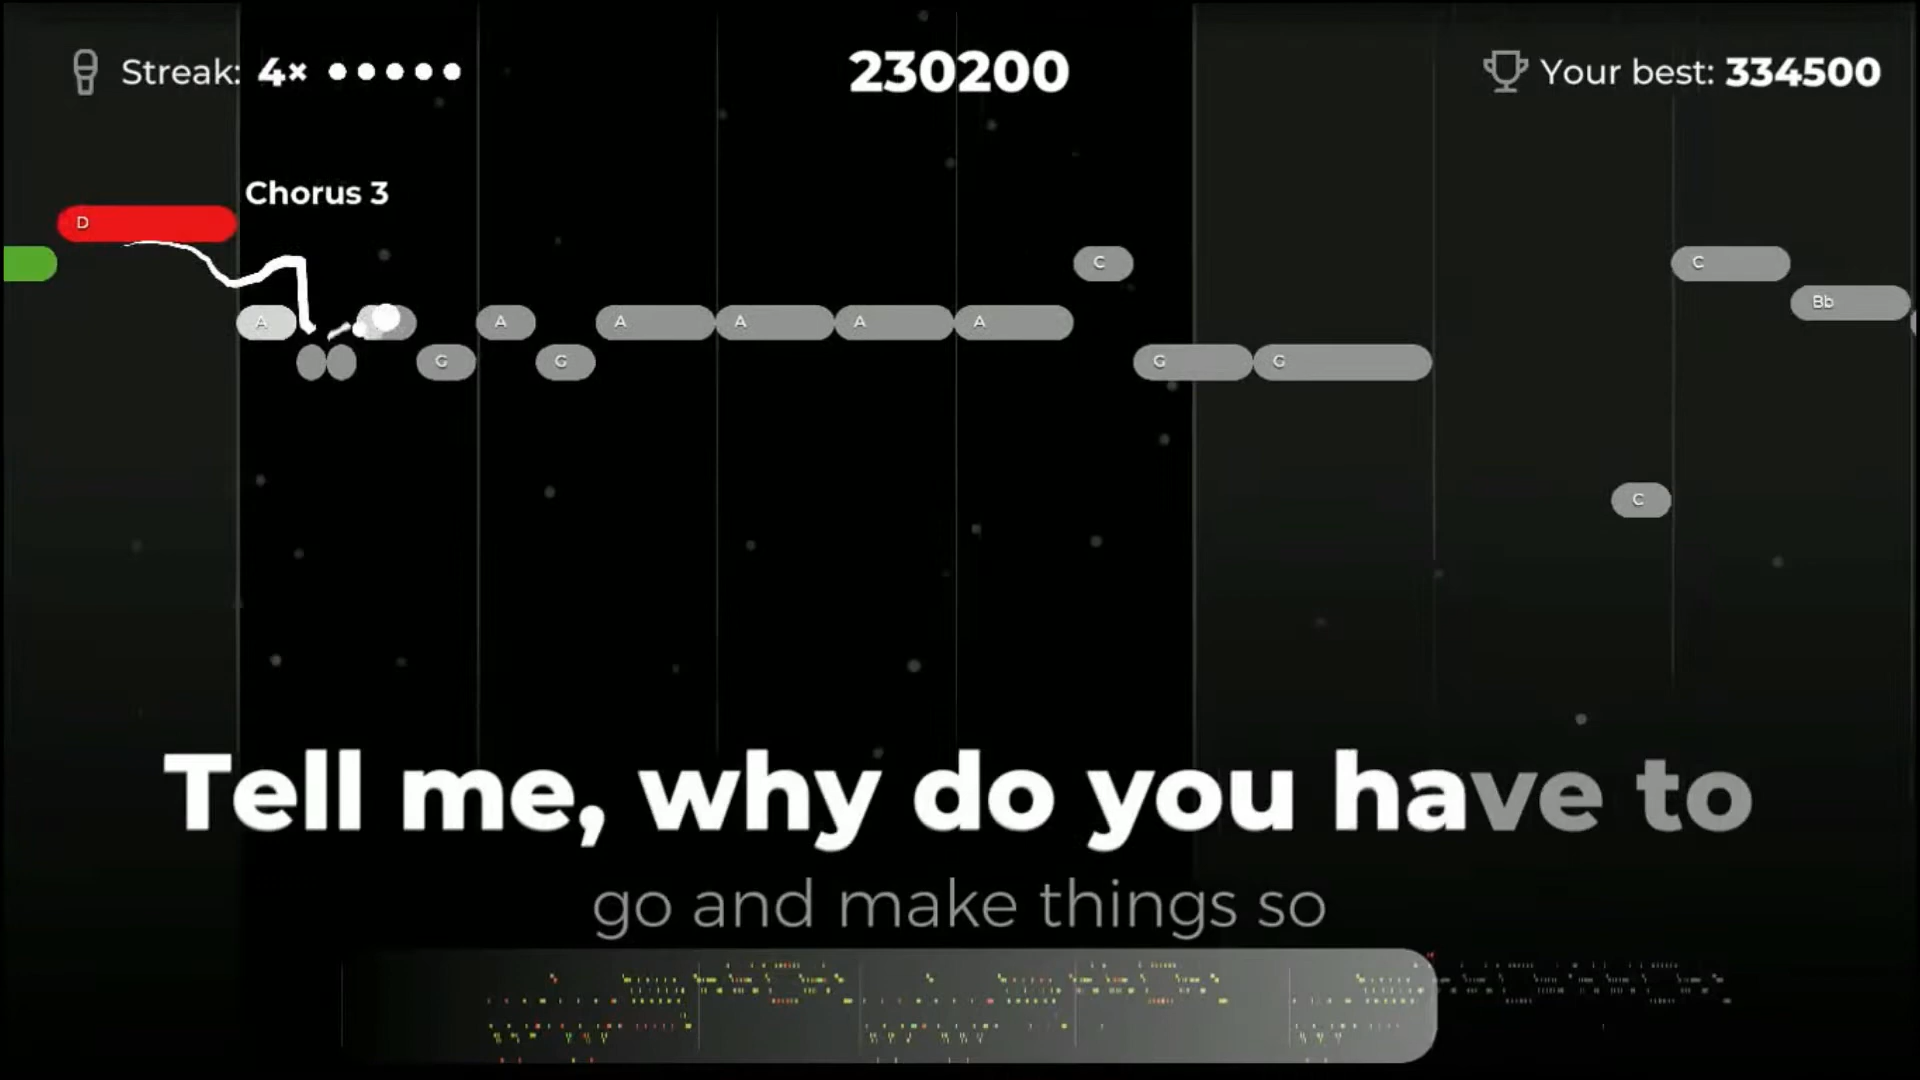 Streak: 4× 230200 Your best: 334500
Chorus 3
D
C C
Bb
A A A A A A
G G G G
C
Tell me, why do you have to
go and make things so